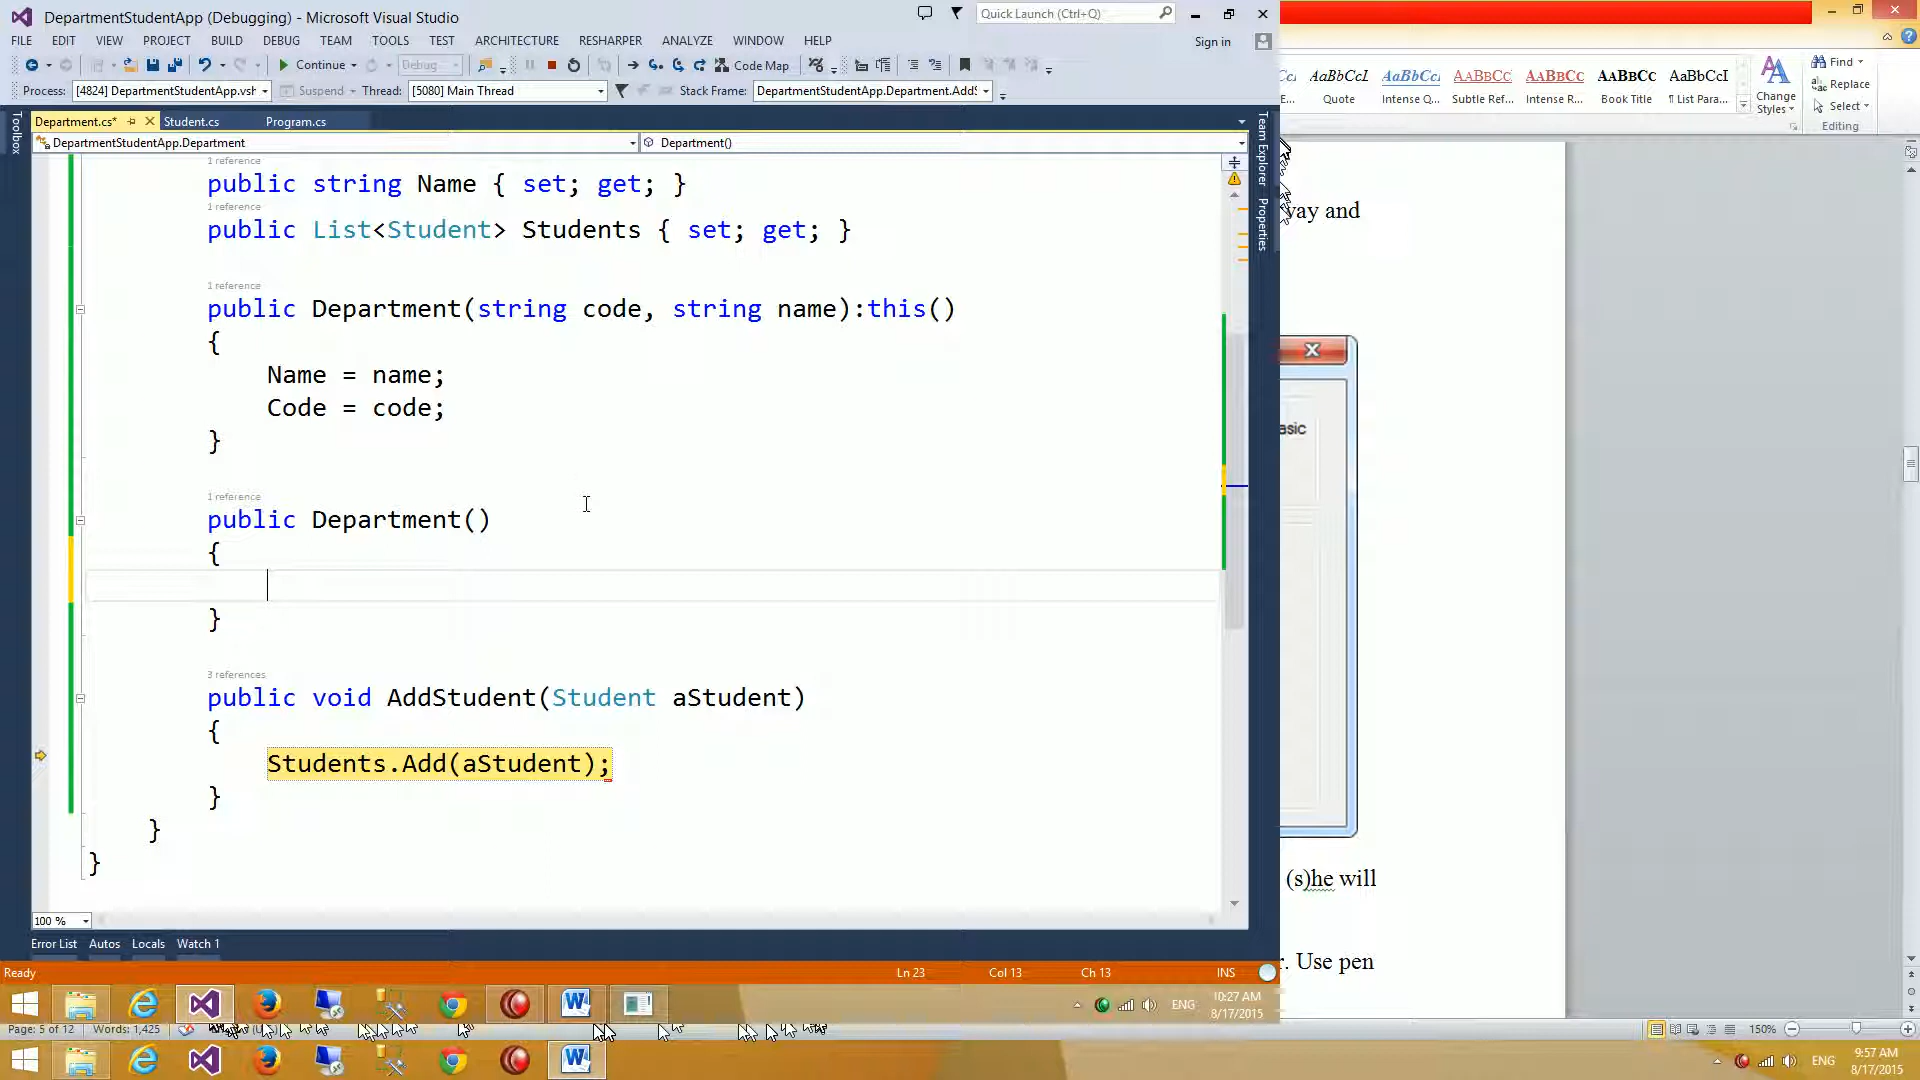 DepartmentStudentApp (Debugging) - Microsoft Visual Studio
Quick Launch (Ctrl+Q)
FILE EDIT VIEW PROJECT BUILD DEBUG TEAM TOOLS TEST ARCHITECTURE RESHARPER ANALYZE WINDOW HELP
Sign in
Continue Debug Code Map
Process: [4824] DepartmentStudentApp.vsh Suspend Thread: [5080] Main Thread Stack Frame: DepartmentStudentApp.Department.AddS
Department.cs* Student.cs Program.cs
DepartmentStudentApp.Department Department()
Toolbox
Team Explorer
Properties
1 reference
public string Name { set; get; }
1 reference
public List<Student> Students { set; get; }
1 reference
public Department(string code, string name):this()
{
Name = name;
Code = code;
}
1 reference
public Department()
{
}
3 references
public void AddStudent(Student aStudent)
{
Students.Add(aStudent);
}
}
}
100 %
Error List Autos Locals Watch 1
Ready Ln 23 Col 13 Ch 13 INS
ENG 10:27 AM
8/17/2015
AaBbCcI AaBbCcI AABBCC AABBCC AABBCC AaBbCcI
E... Quote Intense Q... Subtle Ref... Intense R... Book Title ¶ List Para...
Change Styles
Find
Replace
Select
Editing
vay and
asic
(s)he will
. Use pen
Page: 5 of 12 Words: 1,425
150%
ENG 9:57 AM
8/17/2015